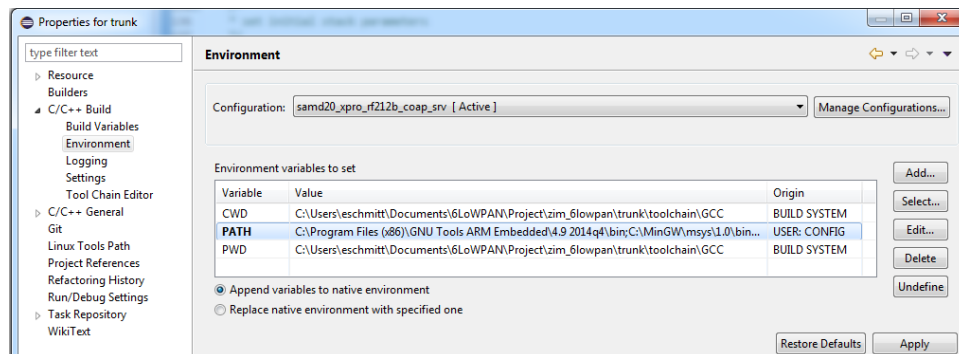 Properties for trunk
type filter text
Resource
Builders
C/C++ Build
Build Variables
Environment
Logging
Settings
Tool Chain Editor
C/C++ General
Git
Linux Tools Path
Project References
Refactoring History
Run/Debug Settings
Task Repository
WikiText
Environment
Configuration: samd20_xpro_rf212b_coap_srv [ Active ] Manage Configurations...
Environment variables to set
Variable Value Origin
CWD C:\Users\eschmitt\Documents\6LoWPAN\Project\zim_6lowpan\trunk\toolchain\GCC BUILD SYSTEM
PATH C:\Program Files (x86)\GNU Tools ARM Embedded\4.9 2014q4\bin;C:\MinGW\msys\1.0\bin... USER: CONFIG
PWD C:\Users\eschmitt\Documents\6LoWPAN\Project\zim_6lowpan\trunk\toolchain\GCC BUILD SYSTEM
Add...
Select...
Edit...
Delete
Undefine
Append variables to native environment
Replace native environment with specified one
Restore Defaults Apply